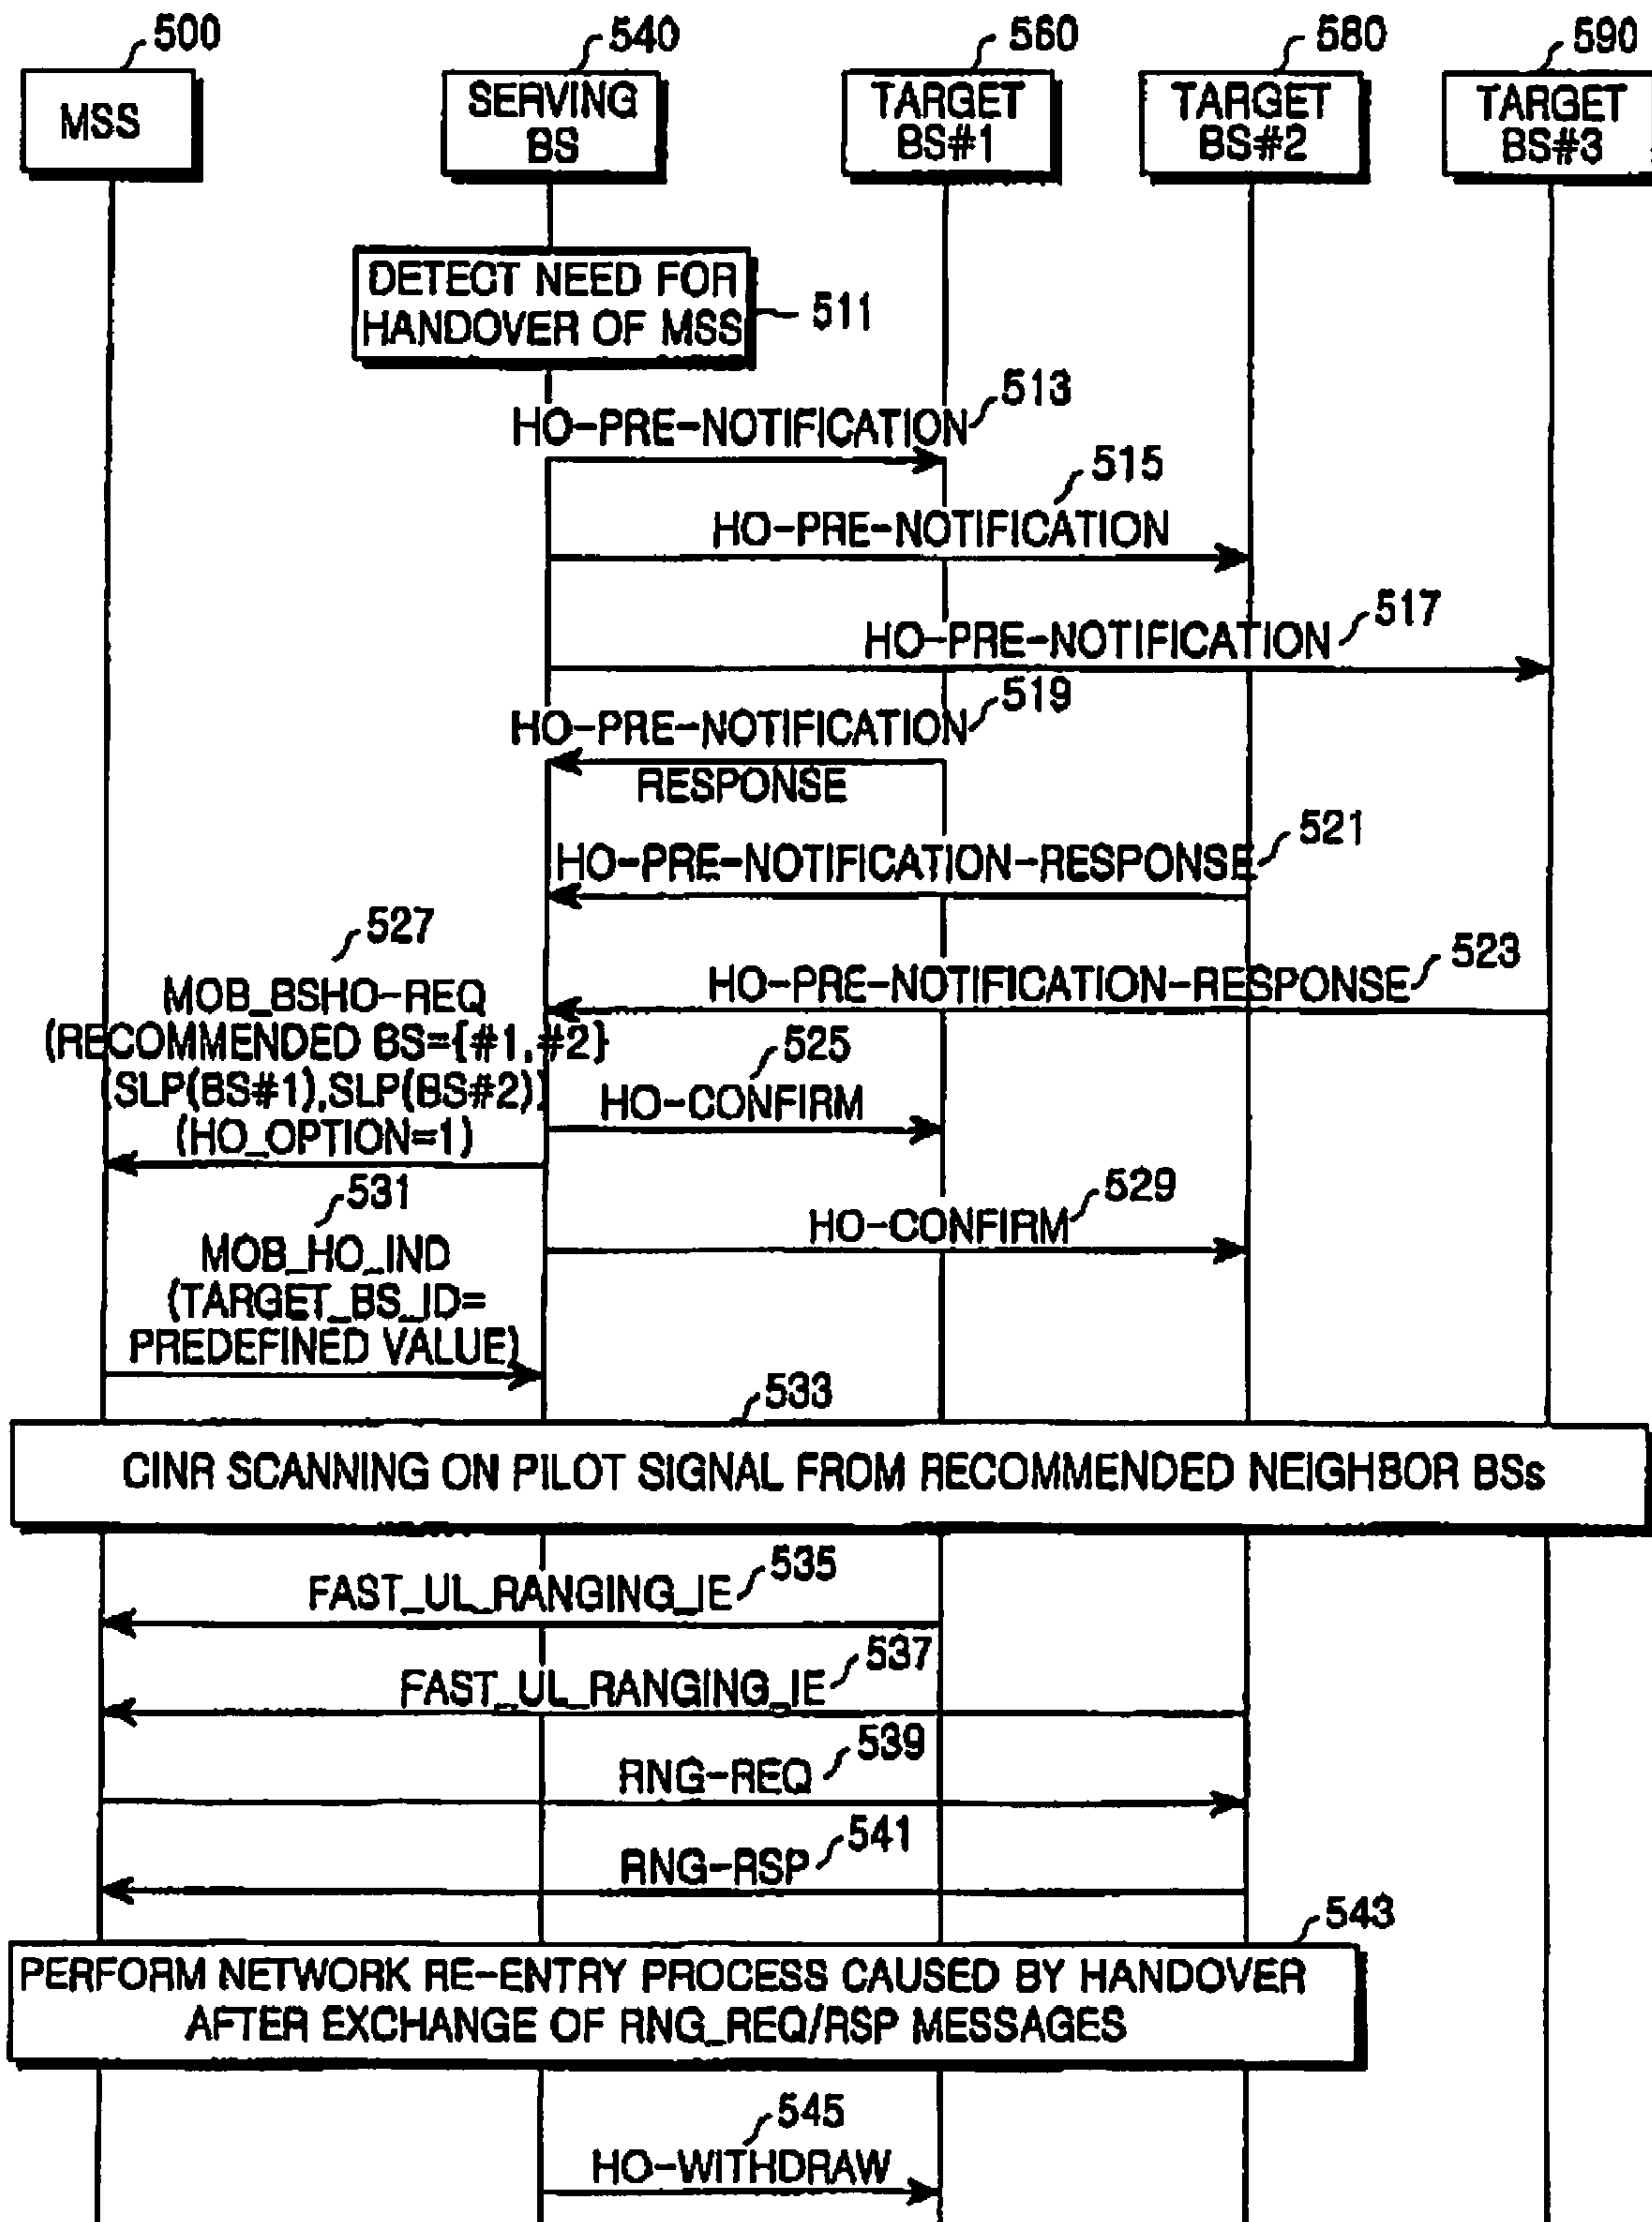 500
540
560
580
590
MSS
SERVING
BS
TARGET
BS#1
TARGET
BS#2
TARGET
BS#3
DETECT NEED FOR
HANDOVER OF MSS
511
513
HO-PRE-NOTIFICATION
515
HO-PRE-NOTIFICATION
517
HO-PRE-NOTIFICATION
519
HO-PRE-NOTIFICATION
RESPONSE
521
HO-PRE-NOTIFICATION-RESPONSE
523
HO-PRE-NOTIFICATION-RESPONSE
527
MOB_BSHO-REQ
(RECOMMENDED BS={#1,#2}
(SLP(BS#1),SLP(BS#2))
(HO_OPTION=1)
525
HO-CONFIRM
529
HO-CONFIRM
531
MOB_HO_IND
(TARGET_BS_ID=
PREDEFINED VALUE)
533
CINR SCANNING ON PILOT SIGNAL FROM RECOMMENDED NEIGHBOR BSs
535
FAST_UL_RANGING_IE
537
FAST_UL_RANGING_IE
539
RNG-REQ
541
RNG-RSP
543
PERFORM NETWORK RE-ENTRY PROCESS CAUSED BY HANDOVER
AFTER EXCHANGE OF RNG_REQ/RSP MESSAGES
545
HO-WITHDRAW